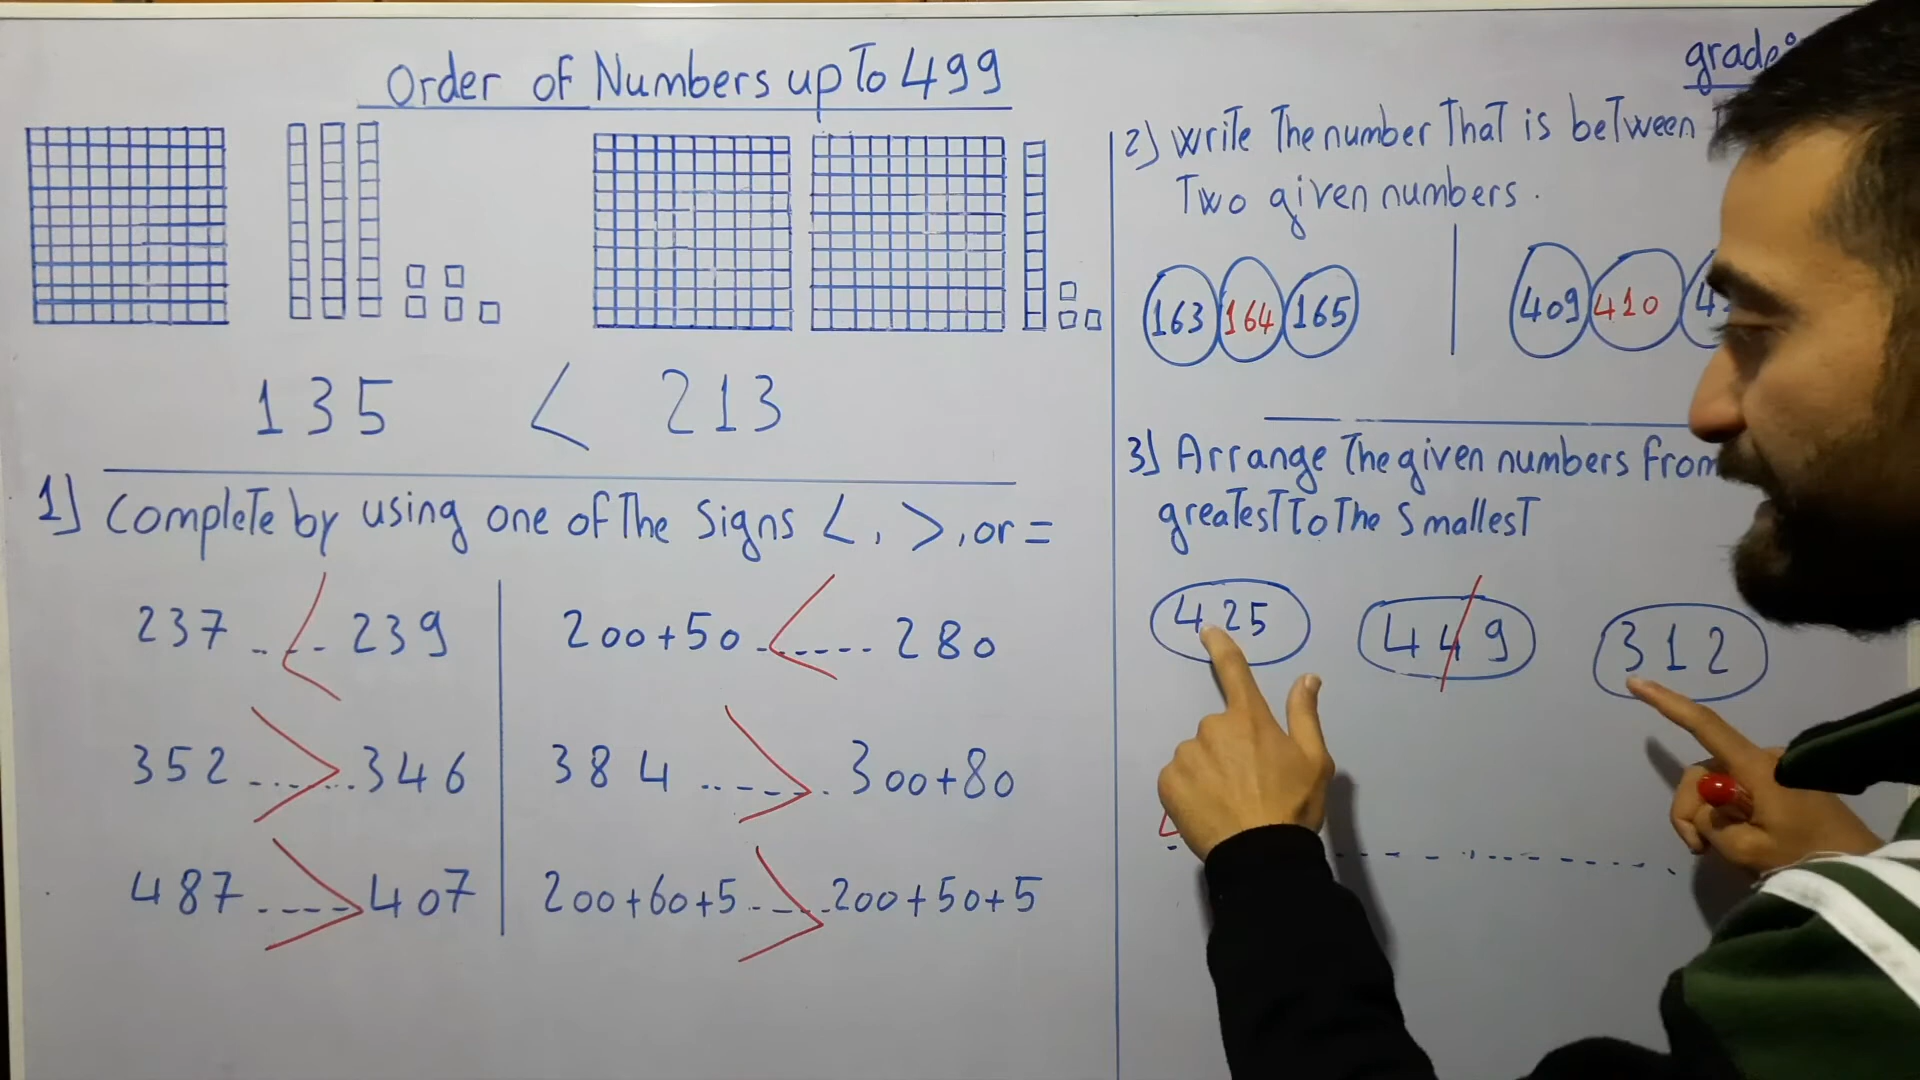 Order of Numbers up To 499
135 < 213
1) Complete by using one of The Signs <, >, or =
237 ..... 239 <
352 ....... 346 >
487 ..... 407 >
200+50 ....... 280 <
384 ....... 300+80 >
200+60+5 ..... 200+50+5 >
grade:
2) write The number That is beTween
Two given numbers.
163 164 165
409 410
3) Arrange The given numbers From
greatesT To The SmallesT
425 449 312